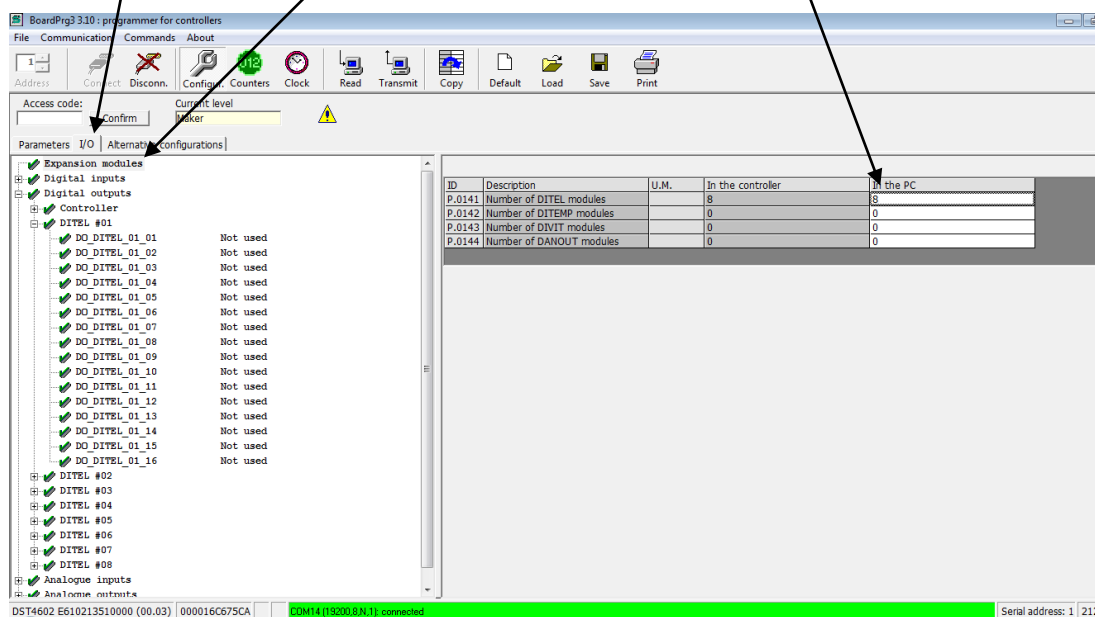 BoardPrg3 3.10 : programmer for controllers
File Communication Commands About
1
012
Address Connect Disconn. Configur. Counters Clock Read Transmit Copy Default Load Save Print
Access code: Current level
Confirm Maker
Parameters I/O Alternative configurations
Expansion modules
Digital inputs
Digital outputs
Controller
DITEL #01
DO_DITEL_01_01 Not used
DO_DITEL_01_02 Not used
DO_DITEL_01_03 Not used
DO_DITEL_01_04 Not used
DO_DITEL_01_05 Not used
DO_DITEL_01_06 Not used
DO_DITEL_01_07 Not used
DO_DITEL_01_08 Not used
DO_DITEL_01_09 Not used
DO_DITEL_01_10 Not used
DO_DITEL_01_11 Not used
DO_DITEL_01_12 Not used
DO_DITEL_01_13 Not used
DO_DITEL_01_14 Not used
DO_DITEL_01_15 Not used
DO_DITEL_01_16 Not used
DITEL #02
DITEL #03
DITEL #04
DITEL #05
DITEL #06
DITEL #07
DITEL #08
Analogue inputs
Analogue outputs
ID Description U.M. In the controller In the PC
P.0141 Number of DITEL modules 8 8
P.0142 Number of DITEMP modules 0 0
P.0143 Number of DIVIT modules 0 0
P.0144 Number of DANOUT modules 0 0
DST4602 E610213510000 (00.03) 000016C675CA COM14 (19200,8,N,1): connected Serial address: 1 212